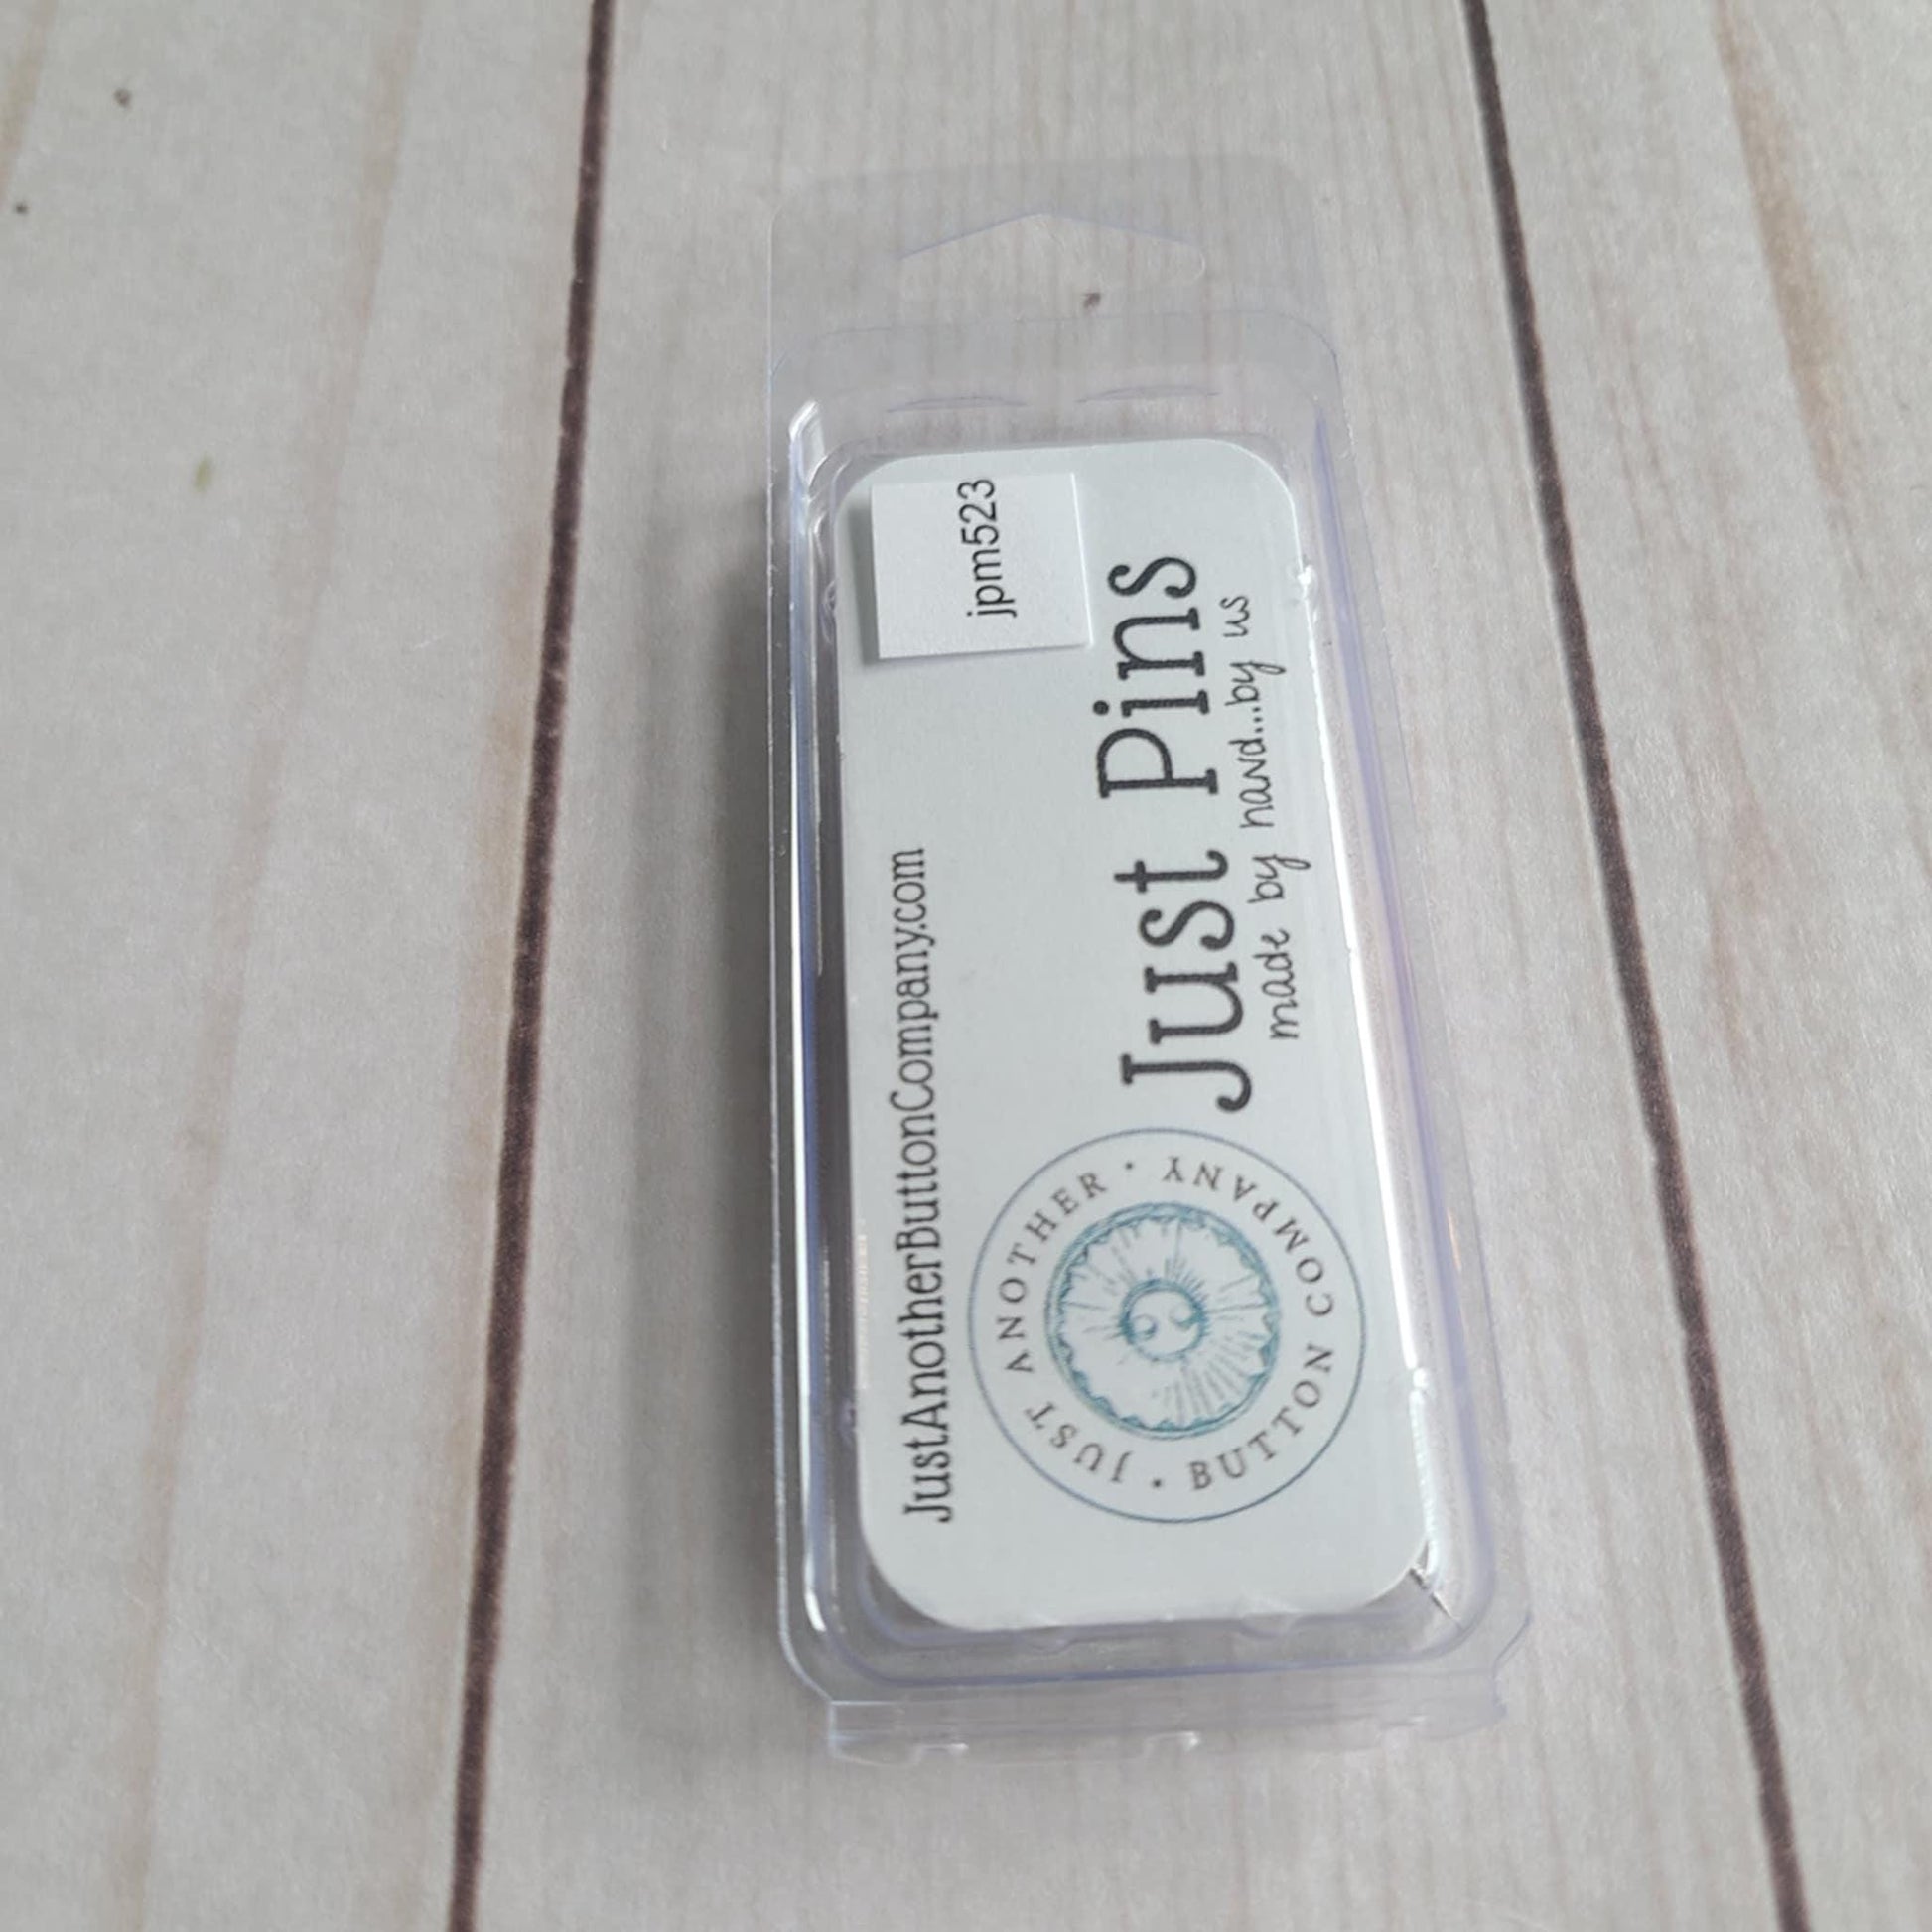 JustAnotherButtonCompany.com
jpm523
JUST ANOTHER • BUTTON COMPANY •
Just Pins
made by hand...by us